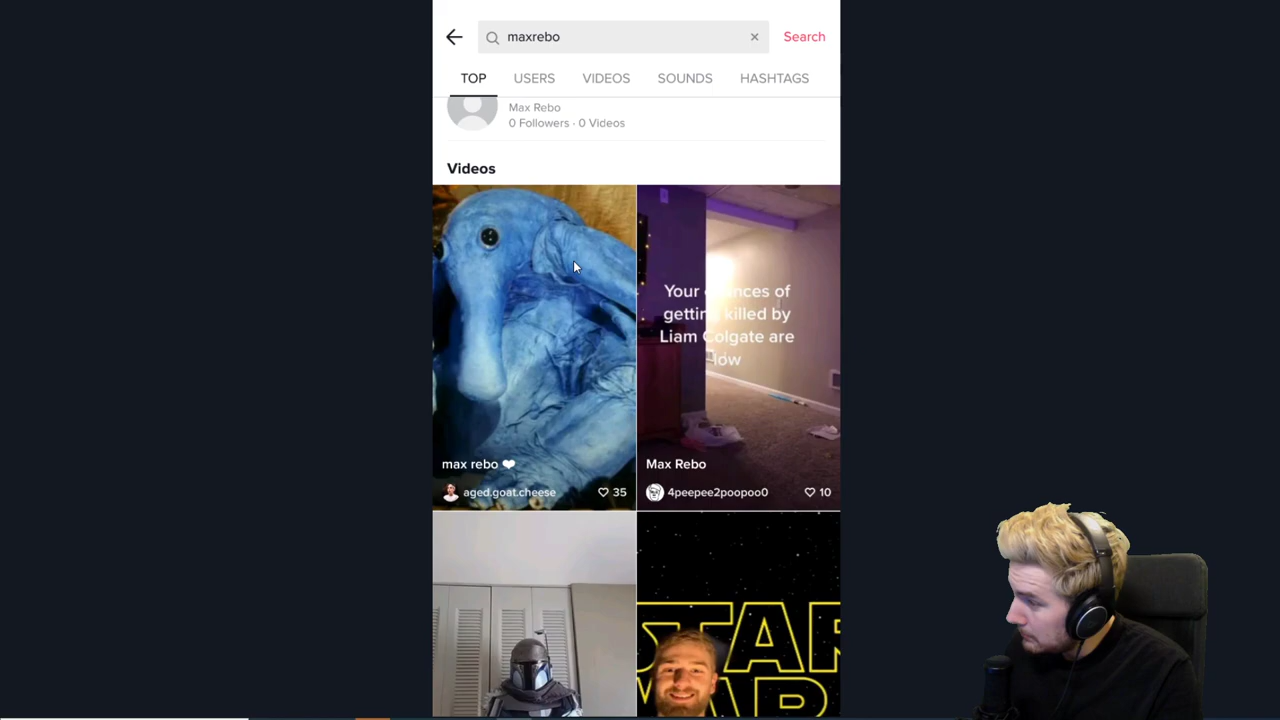 maxrebo
Search
TOP
USERS
VIDEOS
SOUNDS
HASHTAGS
Max Rebo
0 Followers · 0 Videos
Videos
Your chances of
getting killed by
Liam Colgate are
low
max rebo ❤
aged.goat.cheese
35
Max Rebo
4peepee2poopoo0
10
STAR
WAR